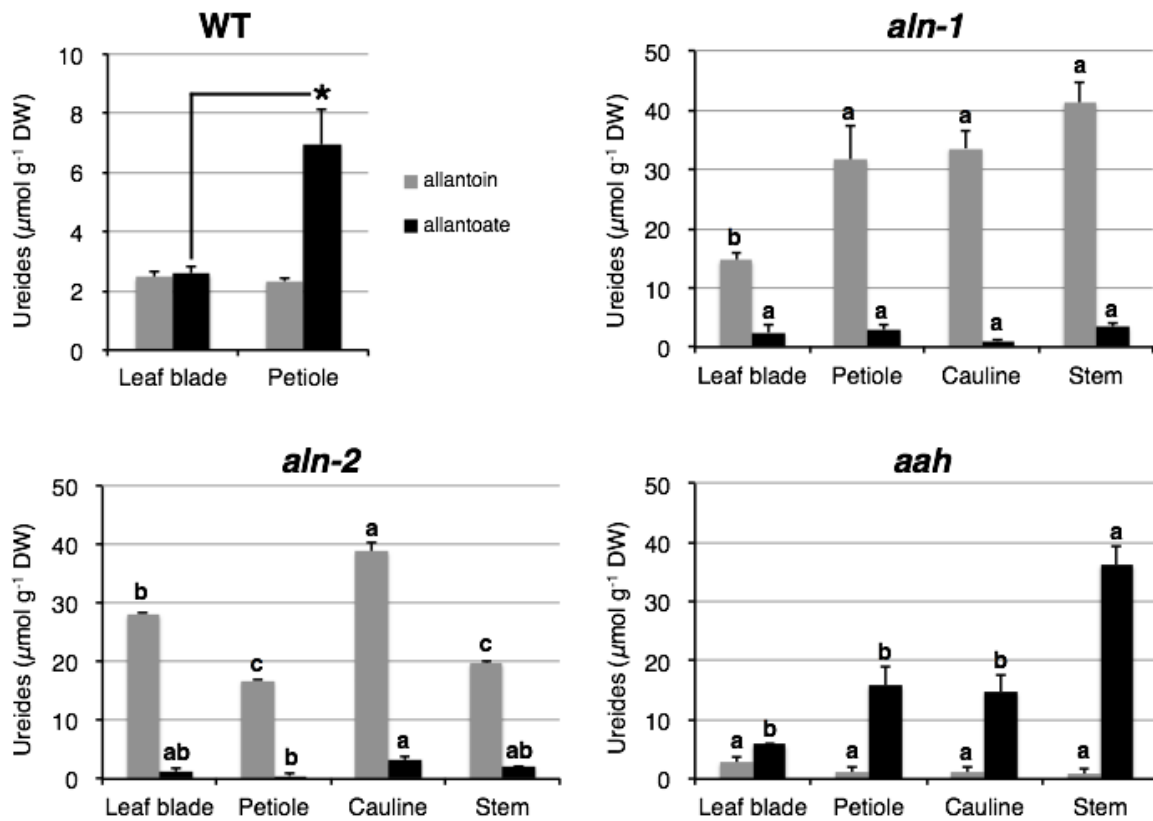 WT
10
8
6
4
2
0
Ureides (µmol g⁻¹ DW)
*
Leaf blade Petiole
allantoin
allantoate
aln-1
50
40
30
20
10
0
Ureides (µmol g⁻¹ DW)
b a a a a a a a
Leaf blade Petiole Cauline Stem
aln-2
50
40
30
20
10
0
Ureides (µmol g⁻¹ DW)
b ab c b a a c ab
Leaf blade Petiole Cauline Stem
aah
50
40
30
20
10
0
Ureides (µmol g⁻¹ DW)
a b a b a b a a
Leaf blade Petiole Cauline Stem